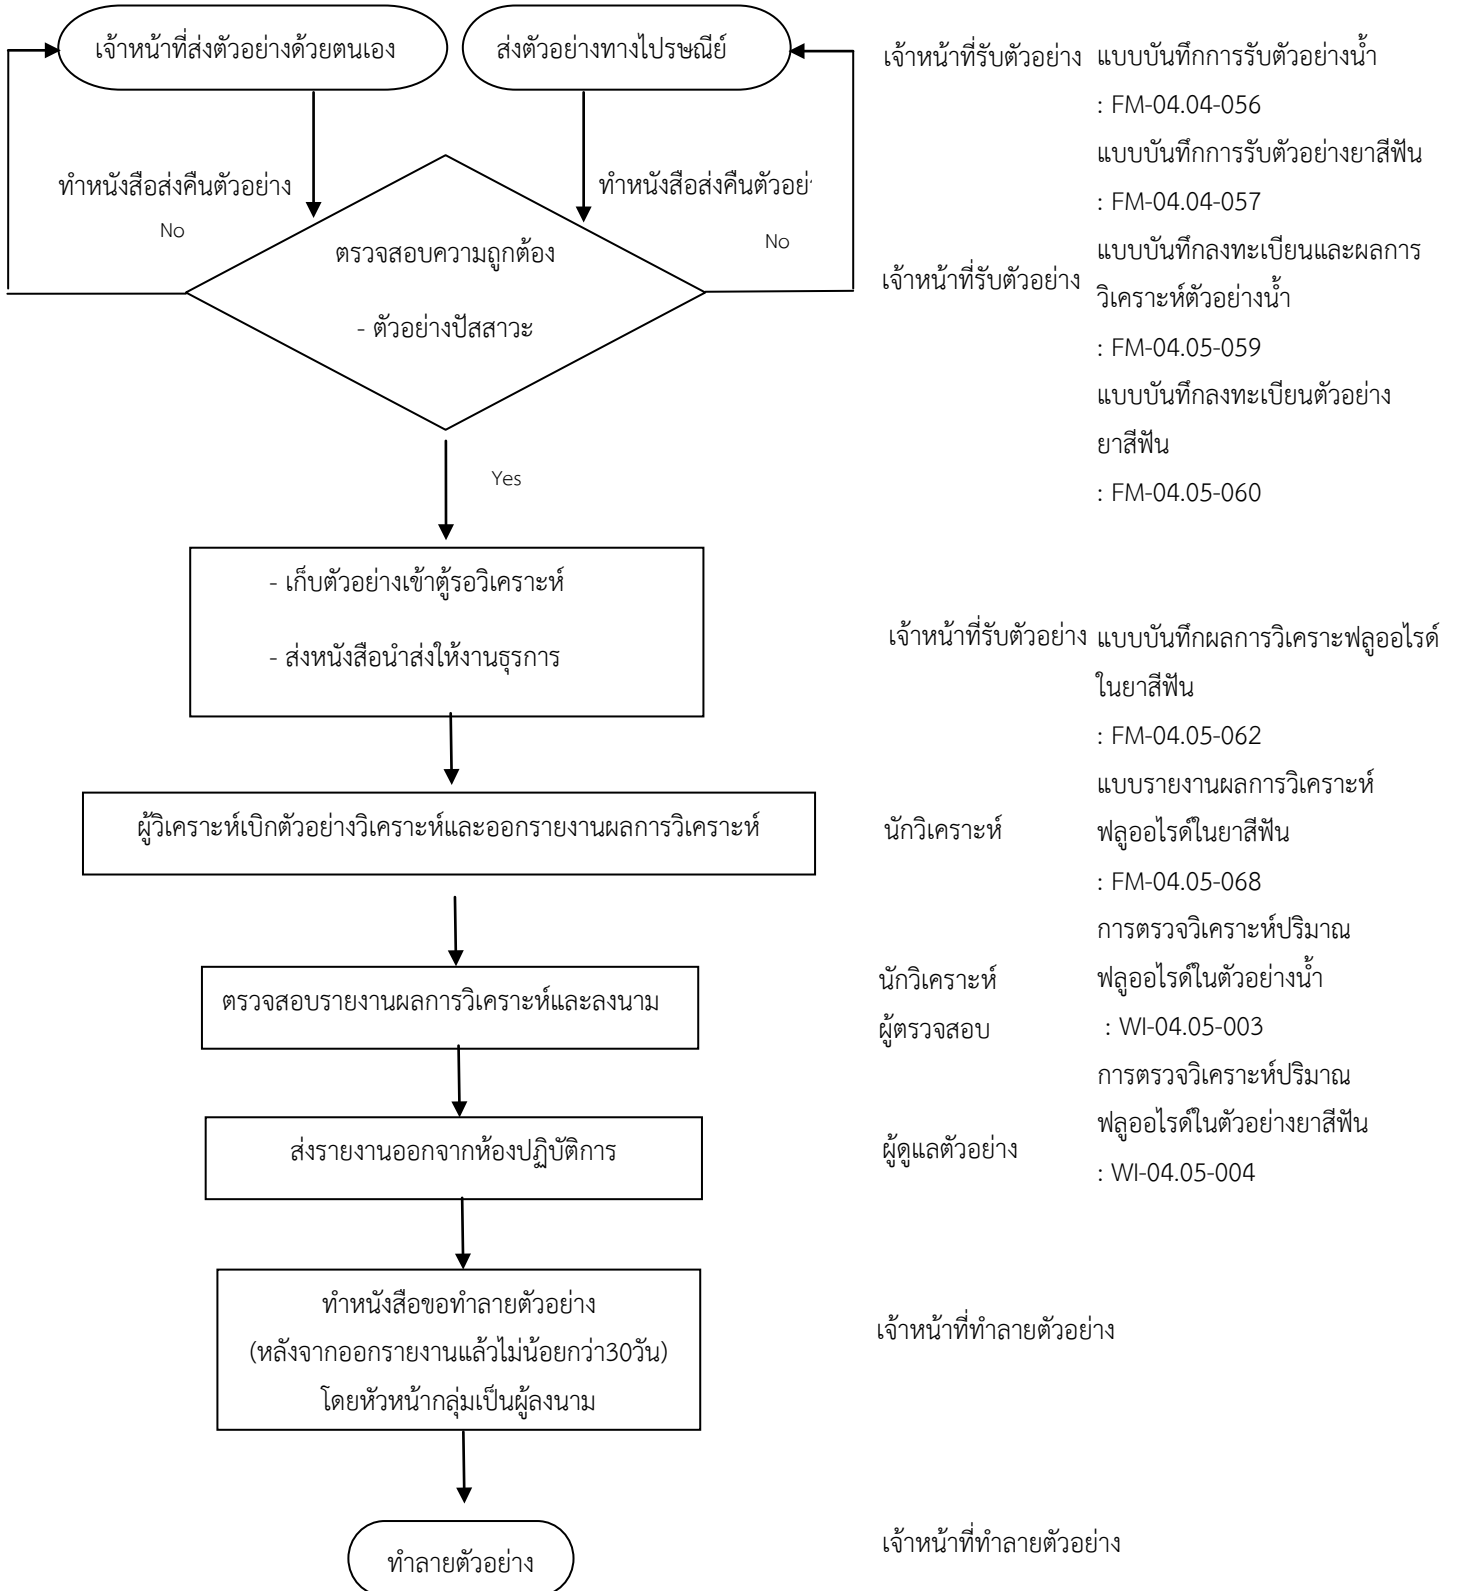 เจ้าหน้าที่ส่งตัวอย่างด้วยตนเอง
ส่งตัวอย่างทางไปรษณีย์
ทำหนังสือส่งคืนตัวอย่าง
No
ทำหนังสือส่งคืนตัวอย่
No
ตรวจสอบความถูกต้อง
- ตัวอย่างปัสสาวะ
Yes
- เก็บตัวอย่างเข้าตู้รอวิเคราะห์
- ส่งหนังสือนำส่งให้งานธุรการ
ผู้วิเคราะห์เบิกตัวอย่างวิเคราะห์และออกรายงานผลการวิเคราะห์
ตรวจสอบรายงานผลการวิเคราะห์และลงนาม
ส่งรายงานออกจากห้องปฏิบัติการ
ทำหนังสือขอทำลายตัวอย่าง
(หลังจากออกรายงานแล้วไม่น้อยกว่า30วัน)
โดยหัวหน้ากลุ่มเป็นผู้ลงนาม
ทำลายตัวอย่าง
เจ้าหน้าที่รับตัวอย่าง
เจ้าหน้าที่รับตัวอย่าง
เจ้าหน้าที่รับตัวอย่าง
นักวิเคราะห์
นักวิเคราะห์
ผู้ตรวจสอบ
ผู้ดูแลตัวอย่าง
เจ้าหน้าที่ทำลายตัวอย่าง
เจ้าหน้าที่ทำลายตัวอย่าง
แบบบันทึกการรับตัวอย่างน้ำ
: FM-04.04-056
แบบบันทึกการรับตัวอย่างยาสีฟัน
: FM-04.04-057
แบบบันทึกลงทะเบียนและผลการ
วิเคราะห์ตัวอย่างน้ำ
: FM-04.05-059
แบบบันทึกลงทะเบียนตัวอย่าง
ยาสีฟัน
: FM-04.05-060
แบบบันทึกผลการวิเคราะฟลูออไรด์
ในยาสีฟัน
: FM-04.05-062
แบบรายงานผลการวิเคราะห์
ฟลูออไรด์ในยาสีฟัน
: FM-04.05-068
การตรวจวิเคราะห์ปริมาณ
ฟลูออไรด์ในตัวอย่างน้ำ
: WI-04.05-003
การตรวจวิเคราะห์ปริมาณ
ฟลูออไรด์ในตัวอย่างยาสีฟัน
: WI-04.05-004